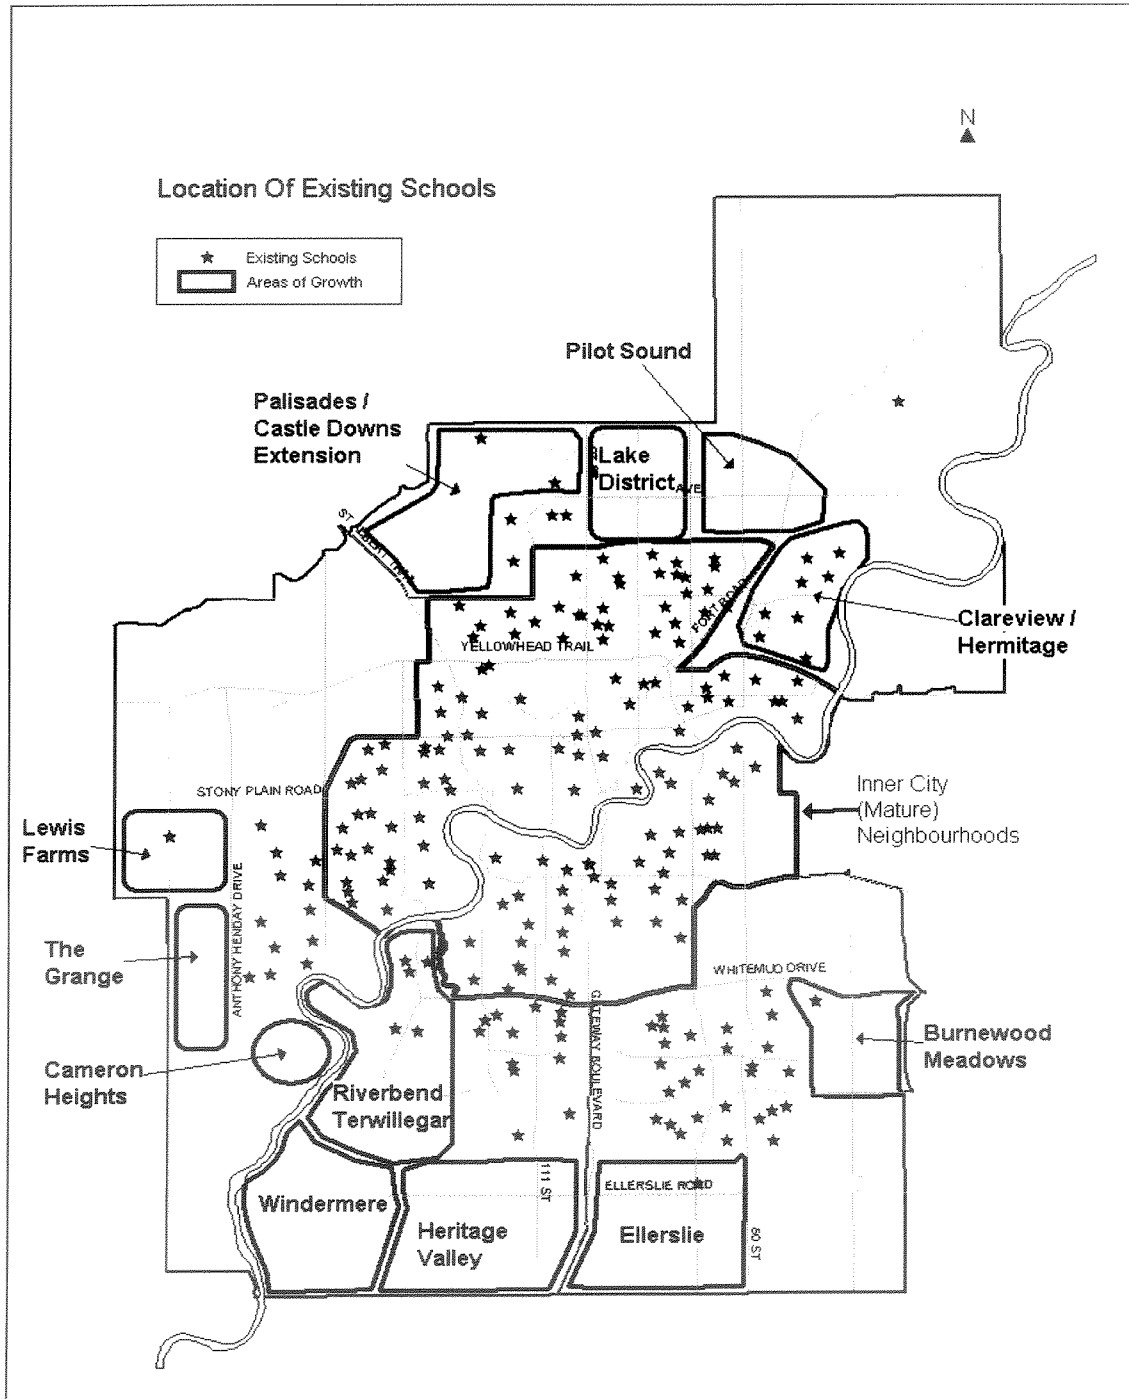 N
Location Of Existing Schools
Existing Schools
Areas of Growth
Pilot Sound
Palisades /
Castle Downs
Extension
Lake
District
AVE
ST
FORT ROAD
Clareview /
Hermitage
YELLOWHEAD TRAIL
STONY PLAIN ROAD
Inner City
(Mature)
Neighbourhoods
Lewis
Farms
ANTHONY HENDAY DRIVE
The
Grange
WHITEMUD DRIVE
GATEWAY BOULEVARD
Burnewood
Meadows
Cameron
Heights
Riverbend
Terwillegar
111 ST
ELLERSLIE ROAD
Windermere
Heritage
Valley
Ellerslie
50 ST